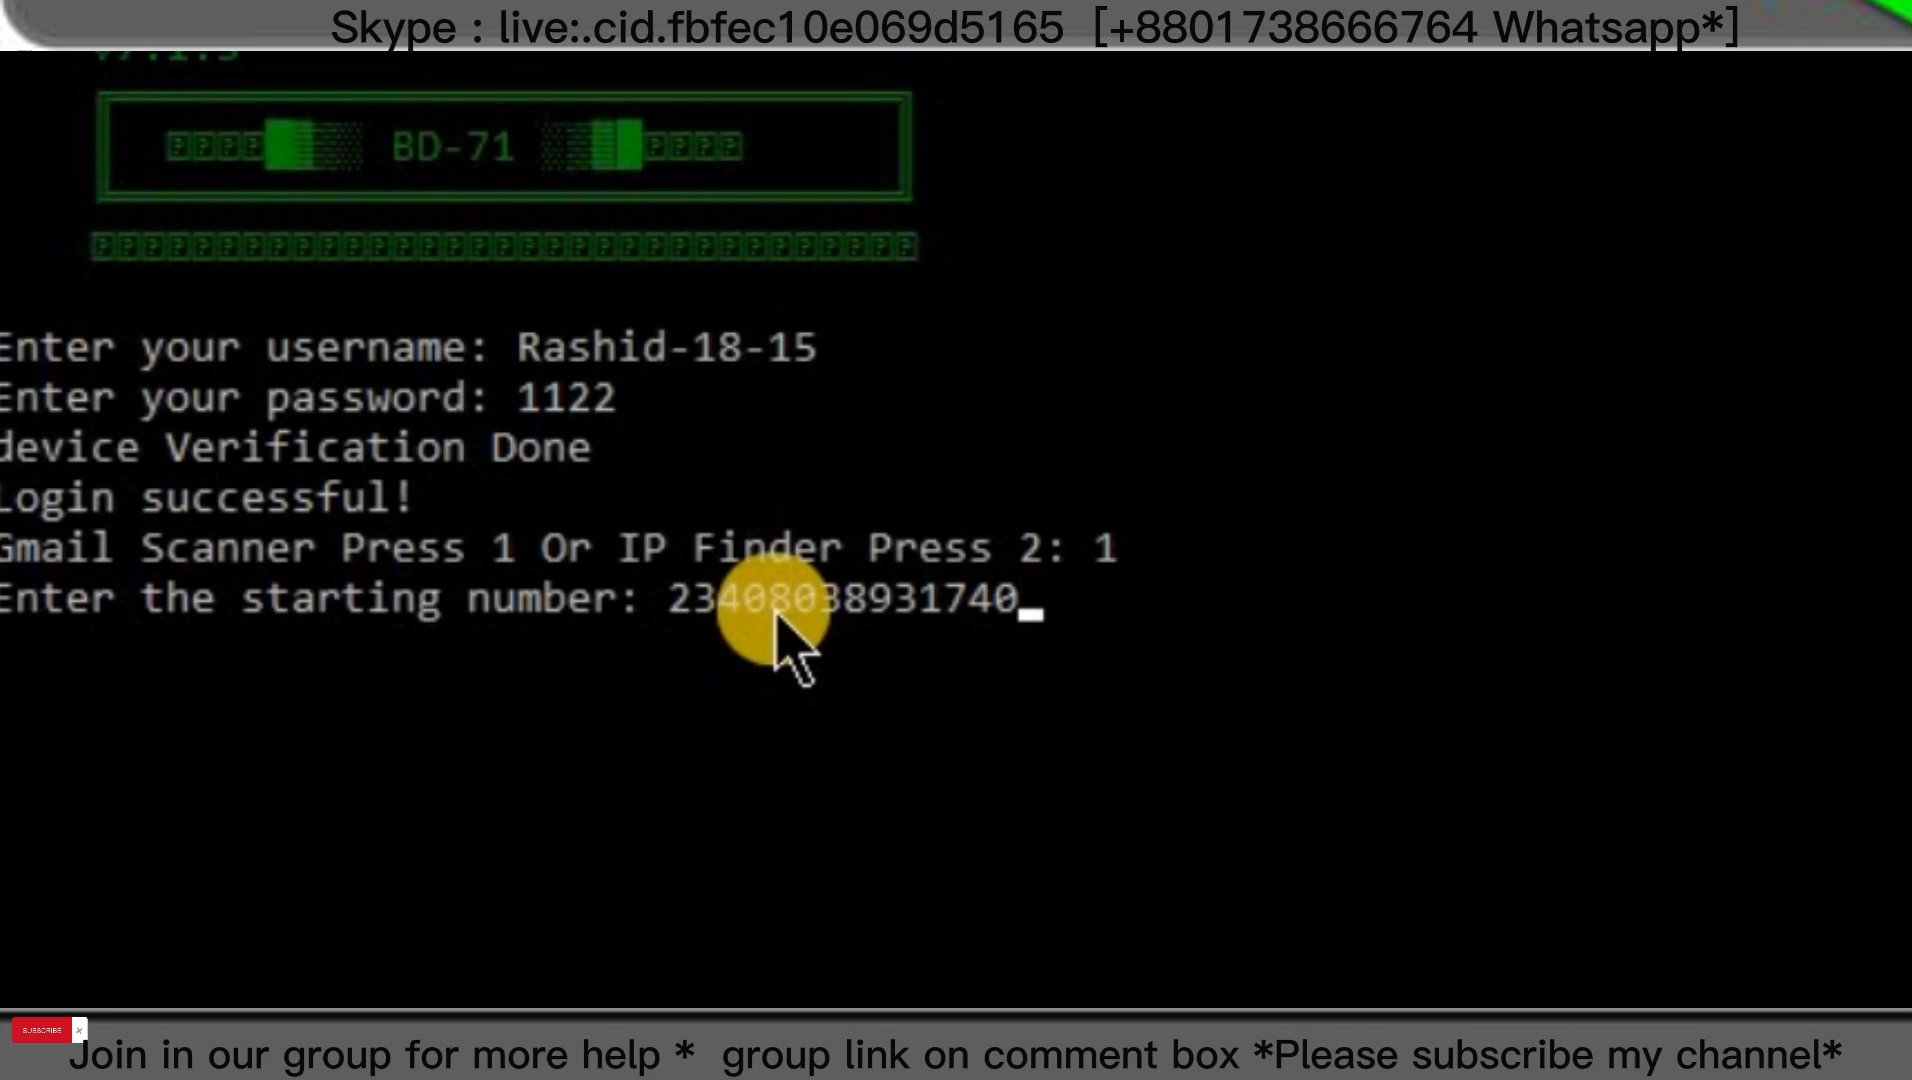 Skype : live:.cid.fbfec10e069d5165 [+8801738666764 Whatsapp*]
BD-71
Enter your username: Rashid-18-15
Enter your password: 1122
device Verification Done
Login successful!
Gmail Scanner Press 1 Or IP Finder Press 2: 1
Enter the starting number: 23408038931740
SUBSCRIBE
Join in our group for more help * group link on comment box *Please subscribe my channel*